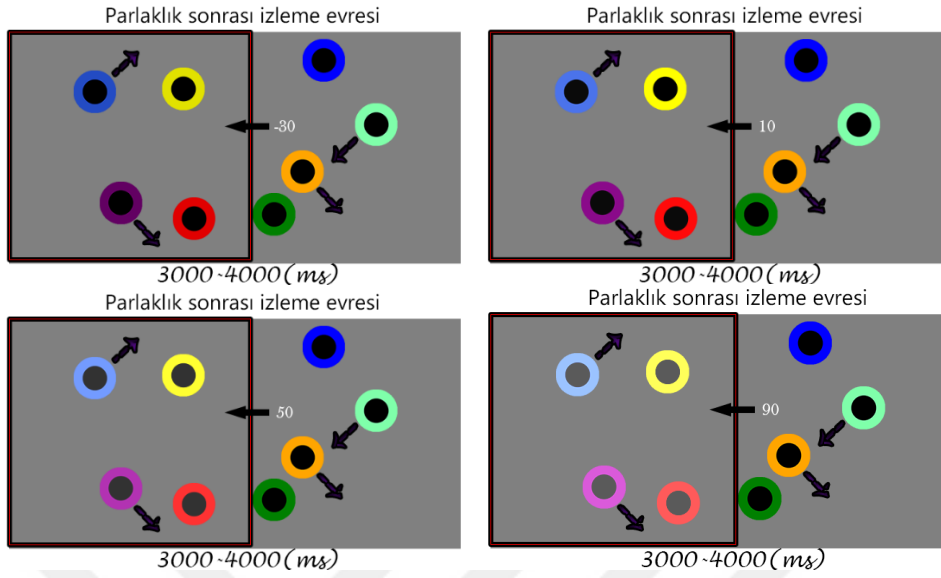 Parlaklık sonrası izleme evresi
-30
3000~4000(ms)
Parlaklık sonrası izleme evresi
10
3000~4000(ms)
Parlaklık sonrası izleme evresi
50
3000~4000(ms)
Parlaklık sonrası izleme evresi
90
3000~4000(ms)